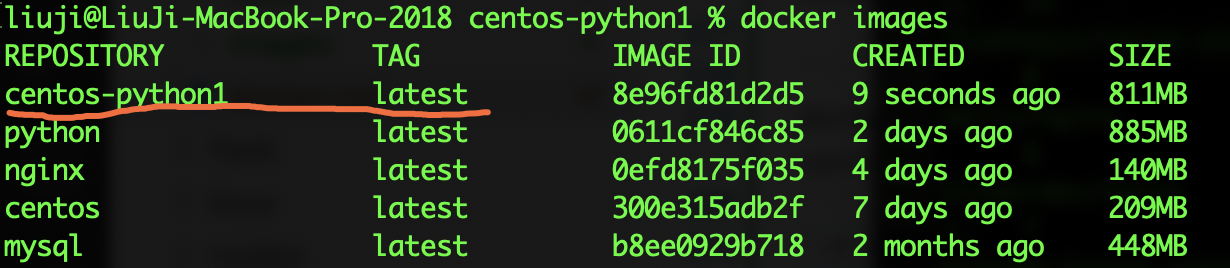 liuji@LiuJi-MacBook-Pro-2018 centos-python1 % docker images
REPOSITORY TAG IMAGE ID CREATED SIZE
centos-python1 latest 8e96fd81d2d5 9 seconds ago 811MB
python latest 0611cf846c85 2 days ago 885MB
nginx latest 0efd8175f035 4 days ago 140MB
centos latest 300e315adb2f 7 days ago 209MB
mysql latest b8ee0929b718 2 months ago 448MB